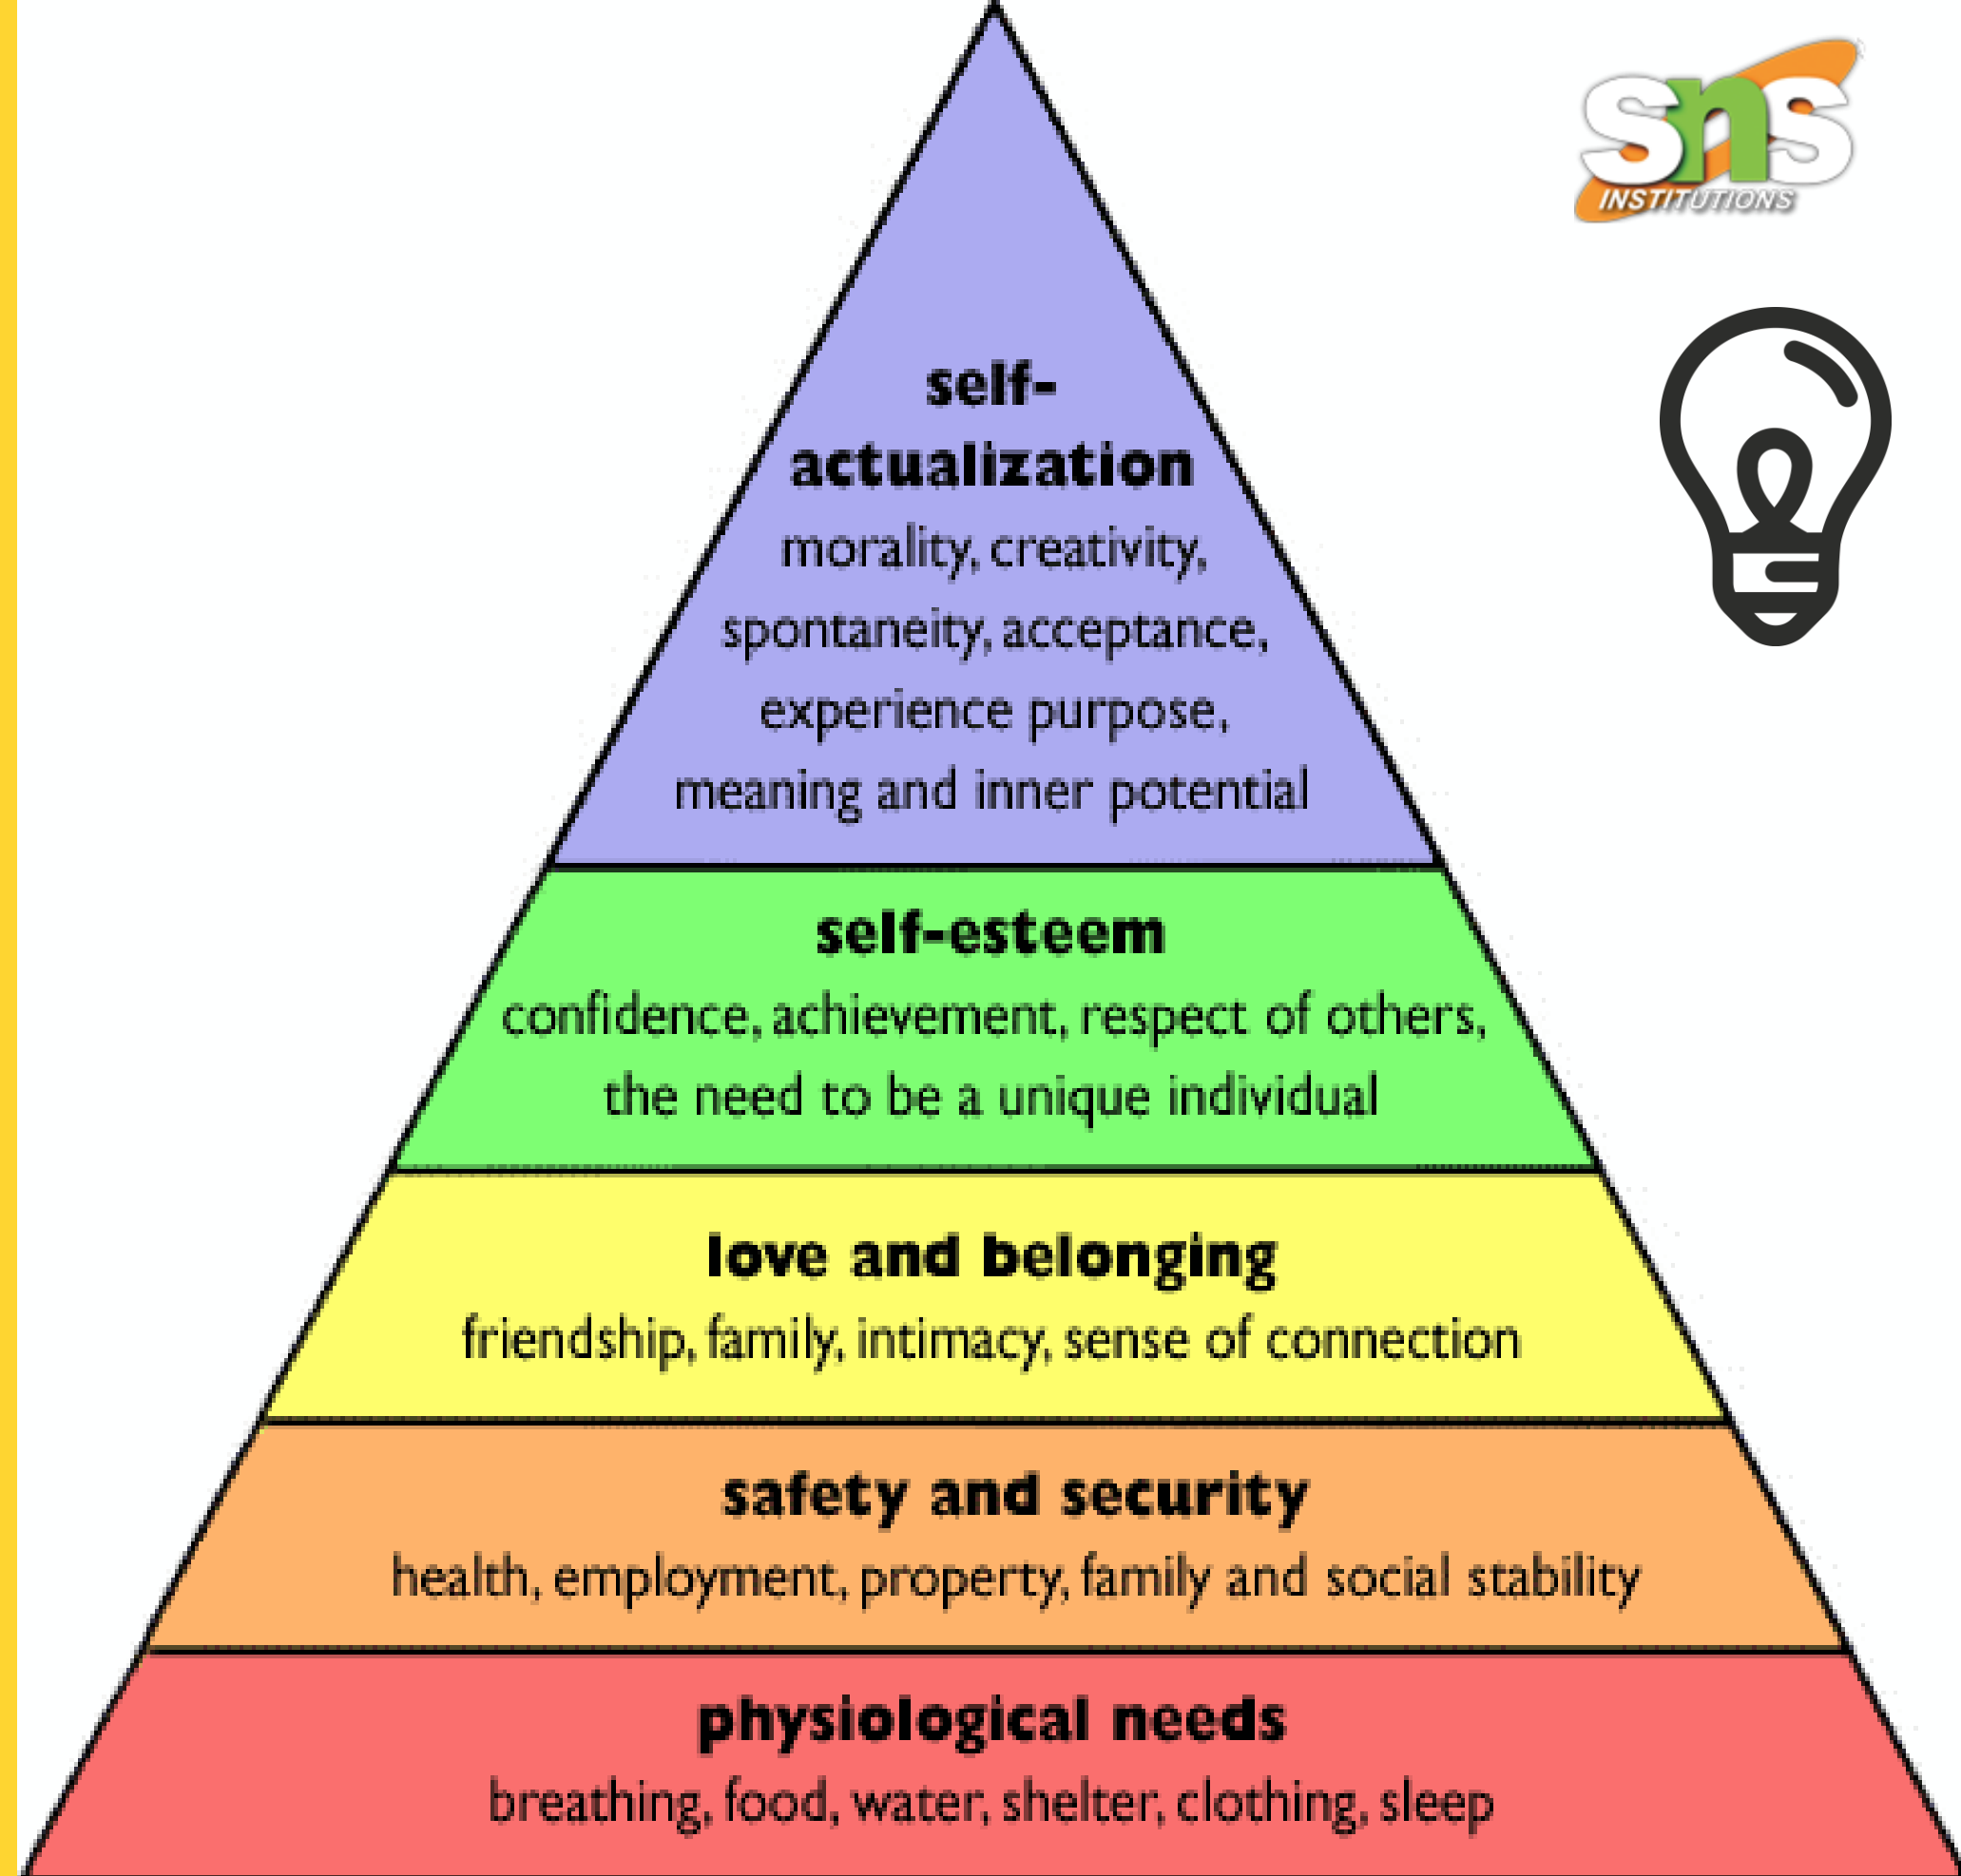 sns
INSTITUTIONS
self-
actualization
morality, creativity,
spontaneity, acceptance,
experience purpose,
meaning and inner potential
self-esteem
confidence, achievement, respect of others,
the need to be a unique individual
love and belonging
friendship, family, intimacy, sense of connection
safety and security
health, employment, property, family and social stability
physiological needs
breathing, food, water, shelter, clothing, sleep